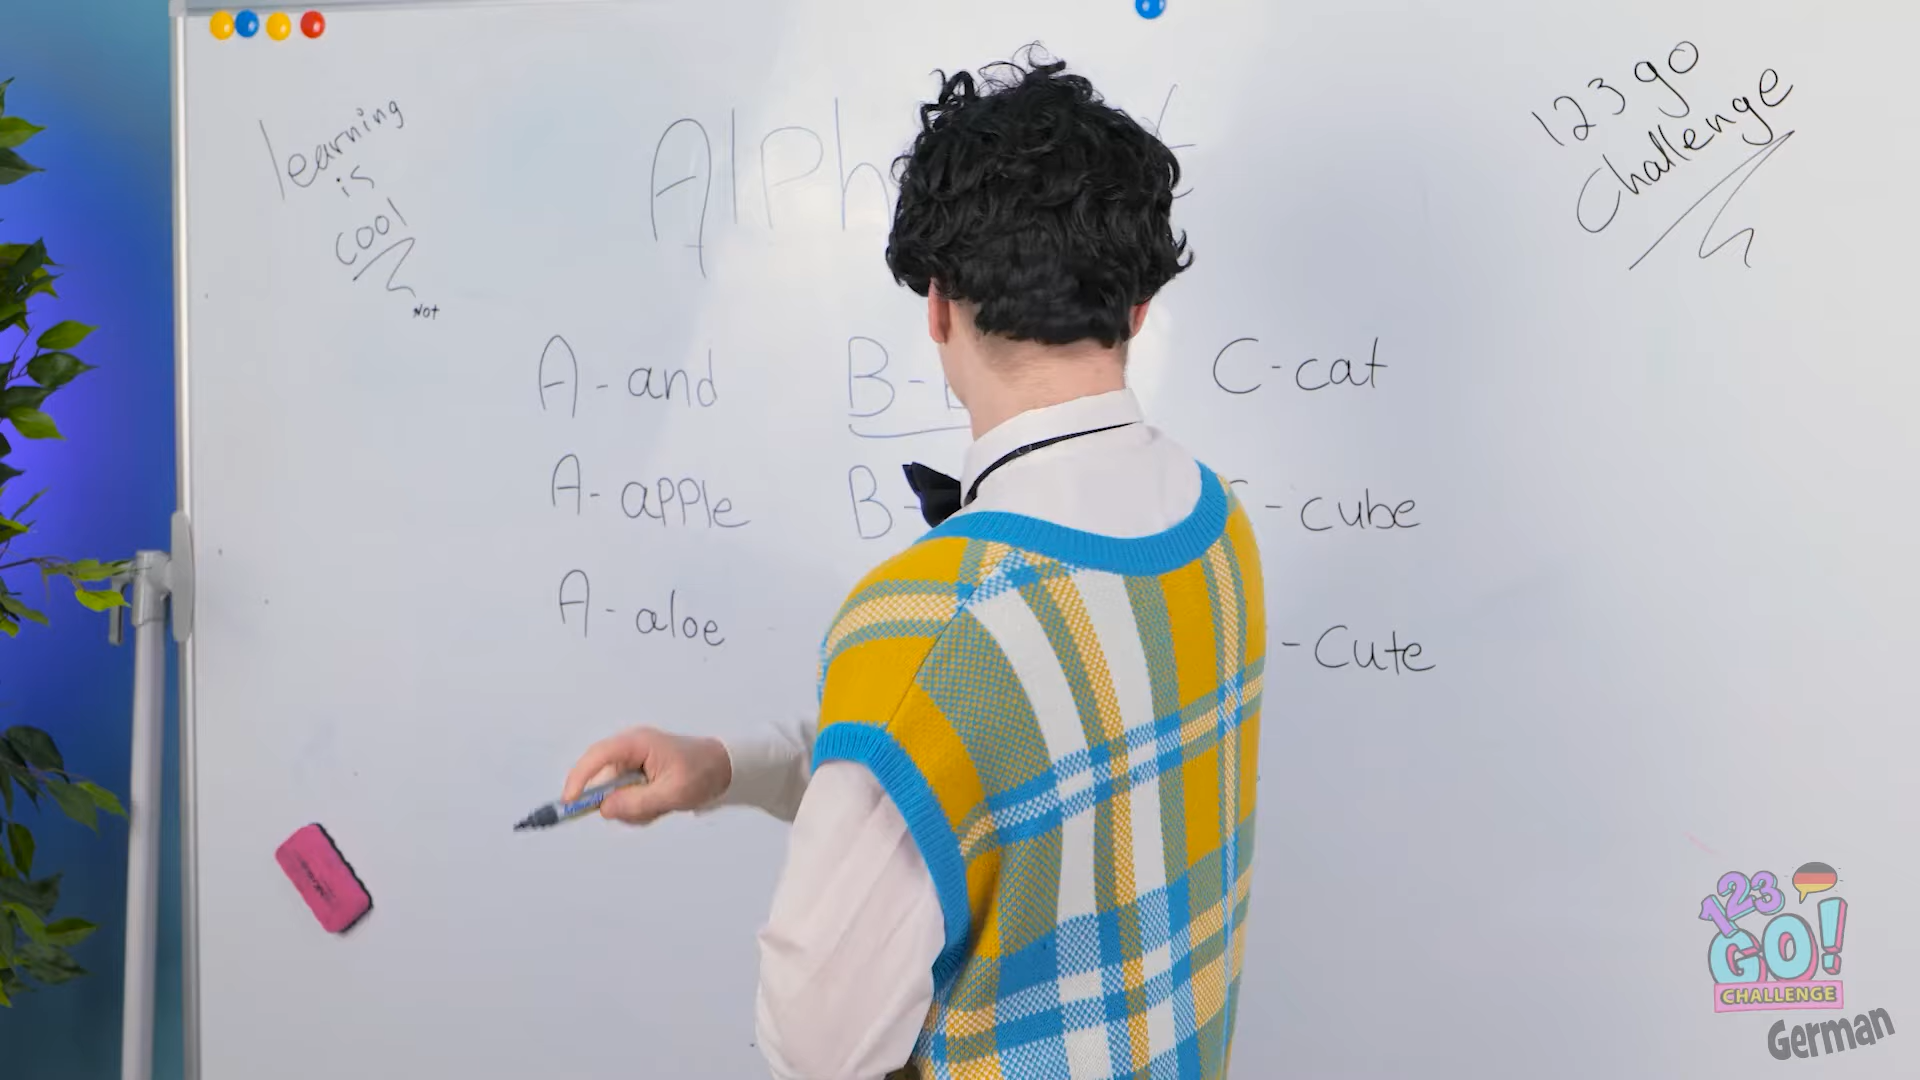 learning
is
cool
Not
123 go
challenge
A - and
B -
C - cat
A - apple
B -
- cube
A - aloe
- Cute
123
GO!
CHALLENGE
German